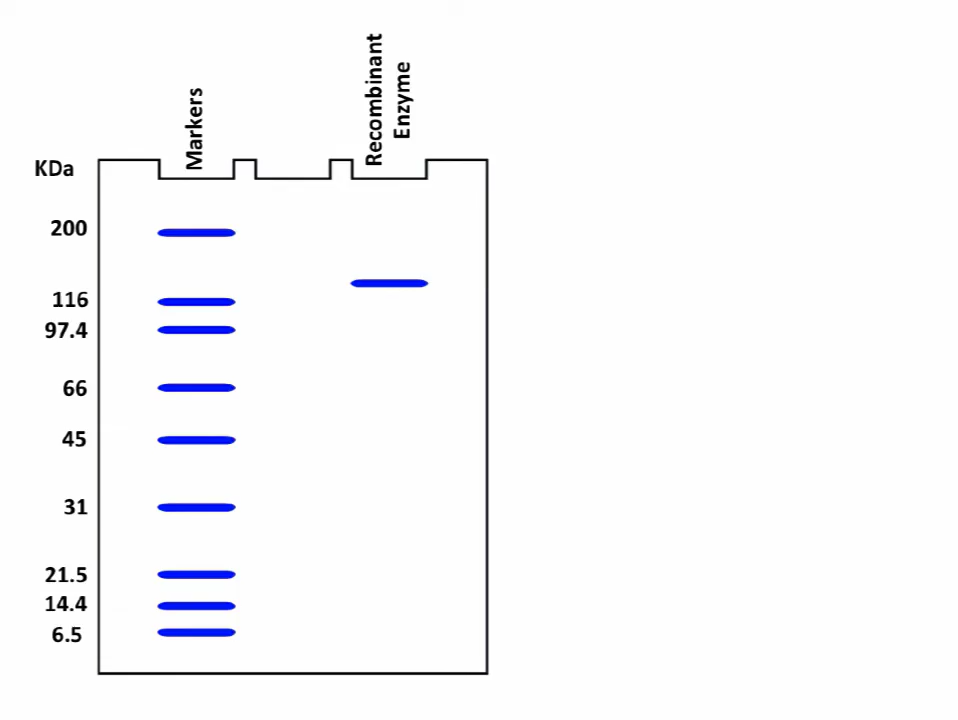 Markers
Recombinant
Enzyme
KDa
200
116
97.4
66
45
31
21.5
14.4
6.5